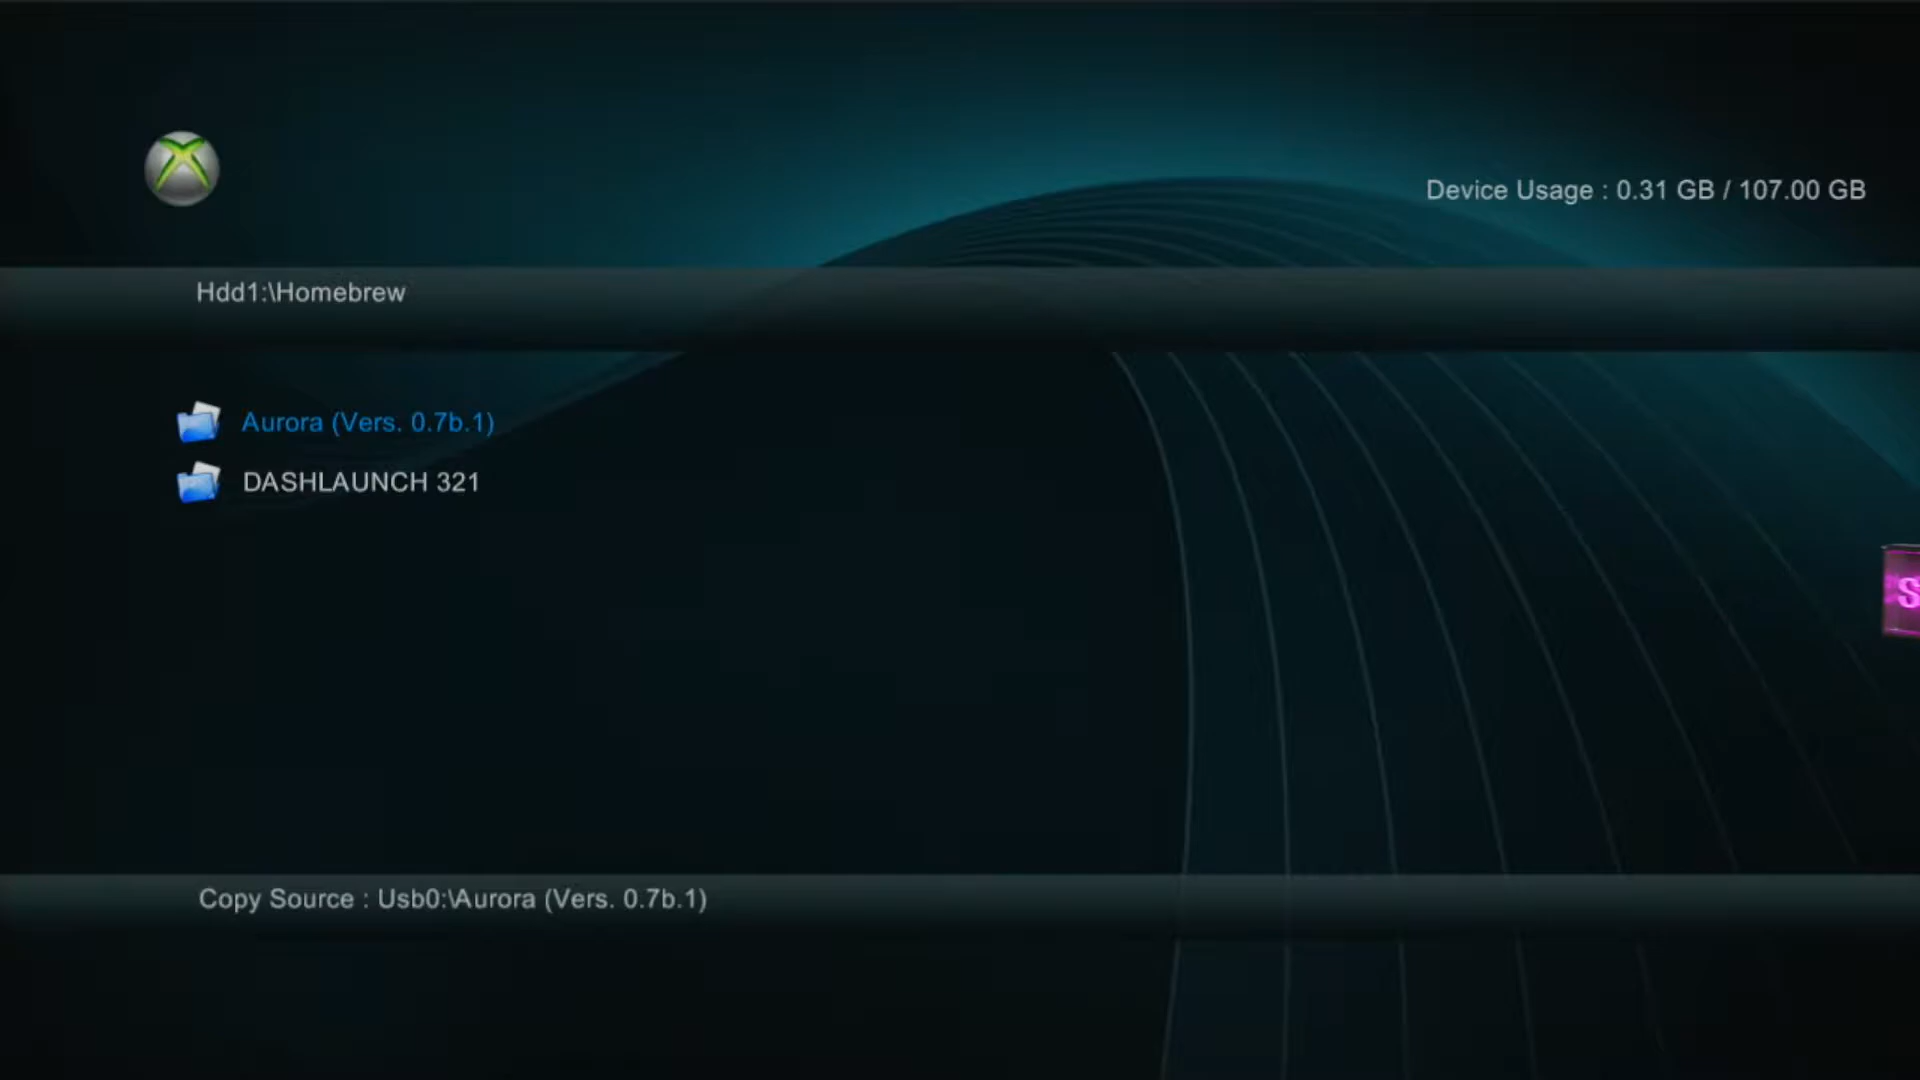 Device Usage : 0.31 GB / 107.00 GB
Hdd1:\Homebrew
Aurora (Vers. 0.7b.1)
DASHLAUNCH 321
Copy Source : Usb0:\Aurora (Vers. 0.7b.1)